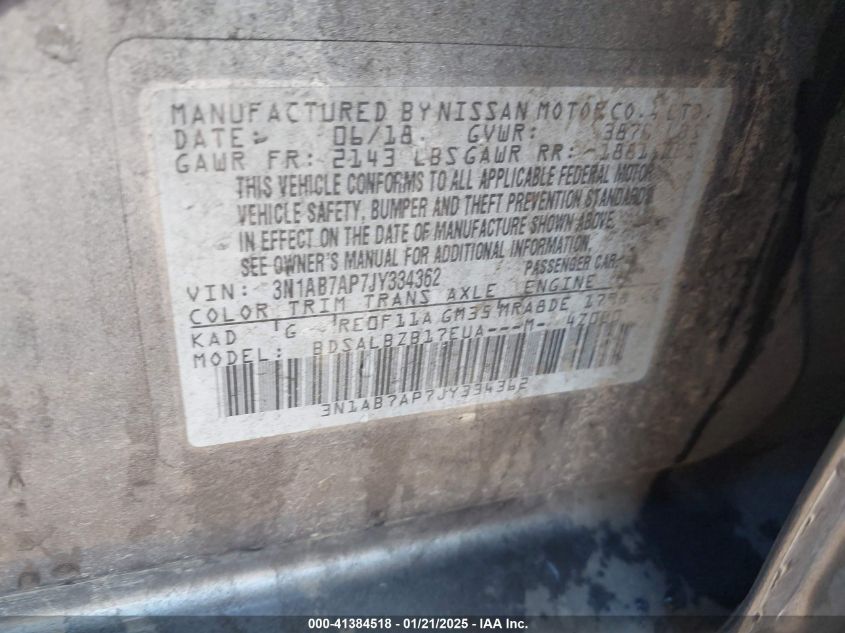 MANUFACTURED BY NISSAN MOTOR CO., LTD.
DATE: 06/18 GVWR: LBS
GAWR FR: 2143 LBS GAWR RR: LBS
THIS VEHICLE CONFORMS TO ALL APPLICABLE FEDERAL MOTOR
VEHICLE SAFETY, BUMPER AND THEFT PREVENTION STANDARDS
IN EFFECT ON THE DATE OF MANUFACTURE SHOWN ABOVE.
SEE OWNER'S MANUAL FOR ADDITIONAL INFORMATION.
VIN: 3N1AB7AP7JY334362 PASSENGER CAR
COLOR TRIM TRANS AXLE ENGINE
KAD G RE0F11A GM35 MRA8DE
MODEL: BDSALBZB17EUA---M-
3N1AB7AP7JY334362
000-41384518 - 01/21/2025 - IAA Inc.